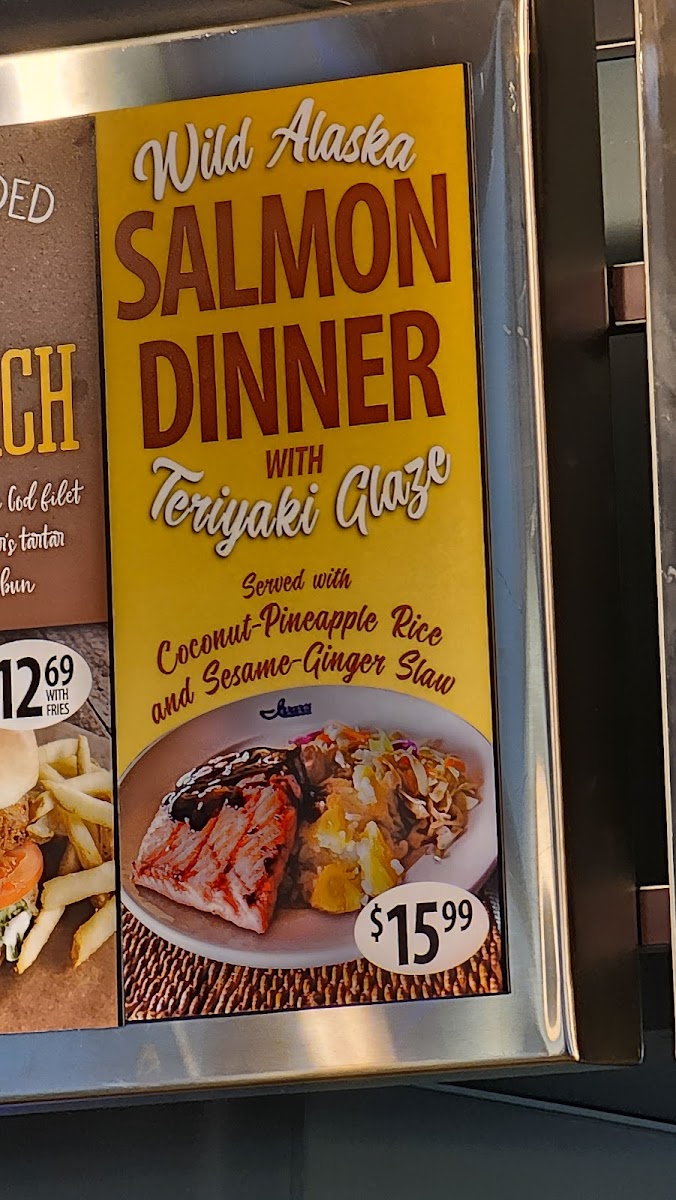 DED
CH
Cod filet
tartar
bun
12 69
WITH
FRIES
Wild Alaska
SALMON
DINNER
WITH
Teriyaki Glaze
Served with
Coconut-Pineapple Rice
and Sesame-Ginger Slaw
Ivar's
$15 99